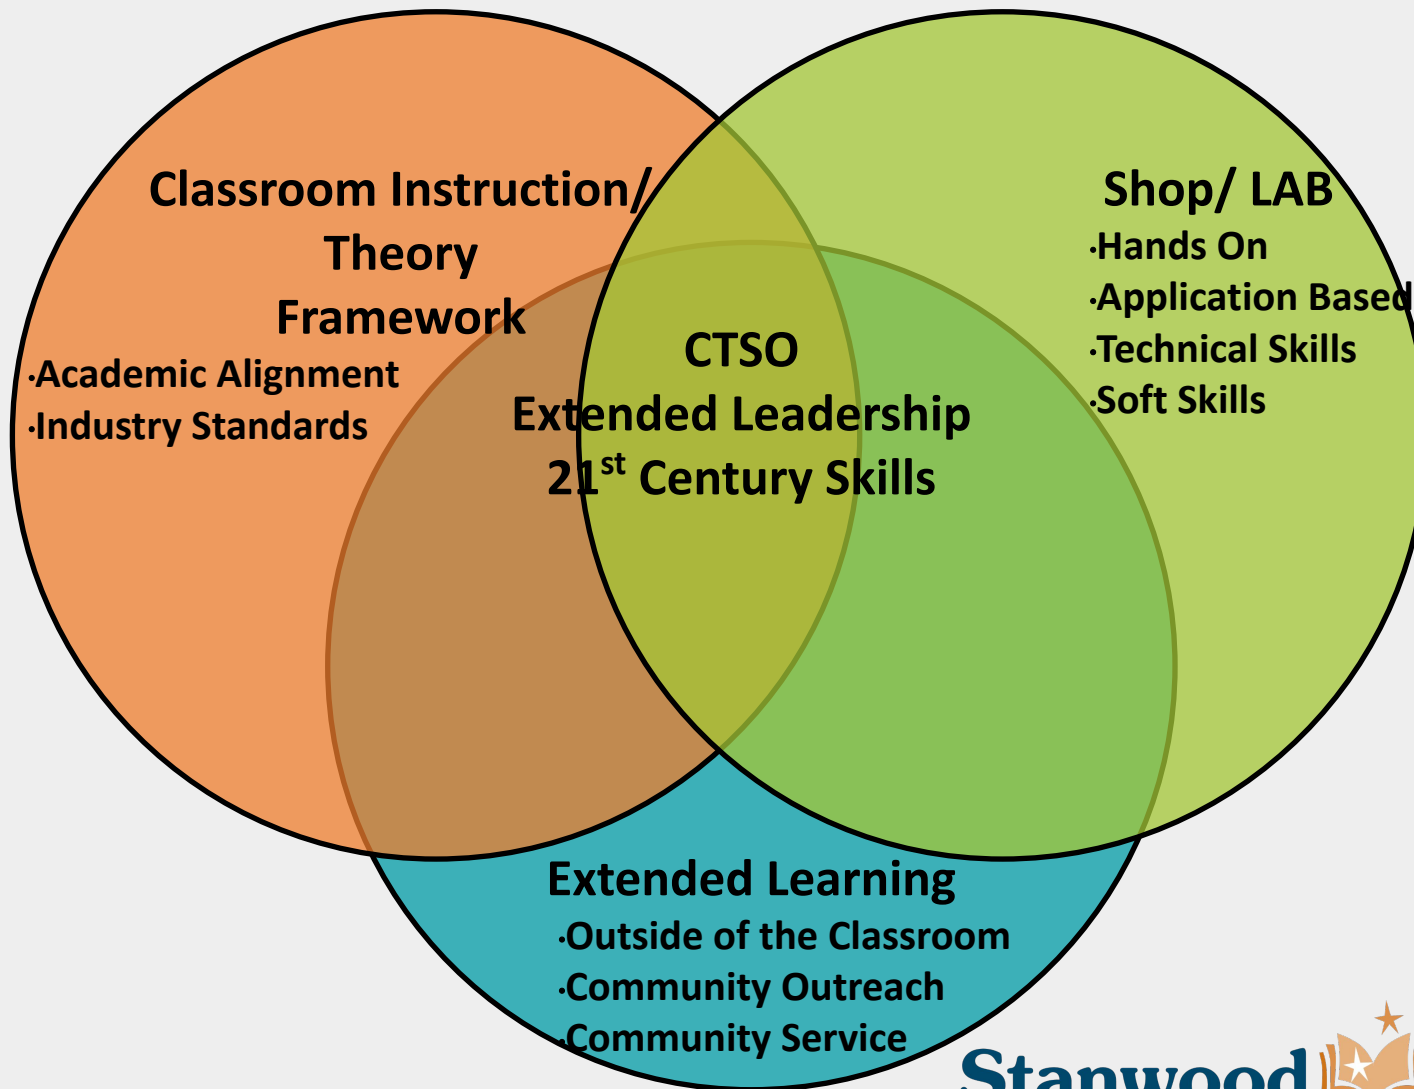 Classroom Instruction/
Theory
Framework
·Academic Alignment
·Industry Standards
Shop/ LAB
·Hands On
·Application Based
·Technical Skills
·Soft Skills
CTSO
Extended Leadership
21st Century Skills
Extended Learning
·Outside of the Classroom
·Community Outreach
·Community Service
Stanwood